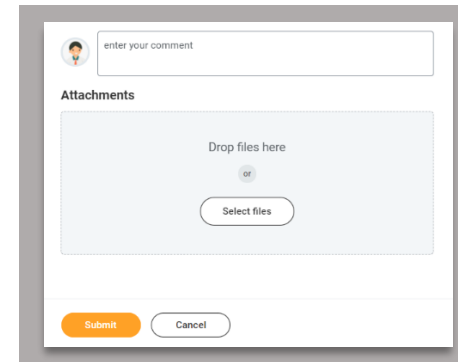 enter your comment
Attachments
Drop files here
or
Select files
Submit
Cancel